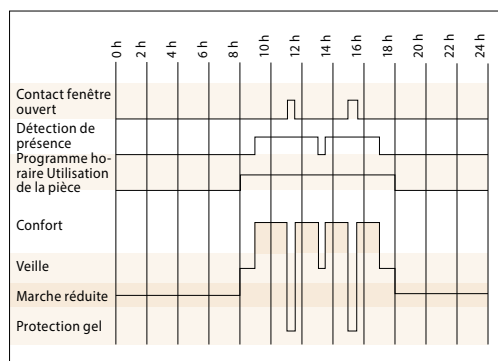 0 h 2 h 4 h 6 h 8 h 10 h 12 h 14 h 16 h 18 h 20 h 22 h 24 h
Contact fenêtre
ouvert
Détection de
présence
Programme ho-
raire Utilisation
de la pièce
Confort
Veille
Marche réduite
Protection gel